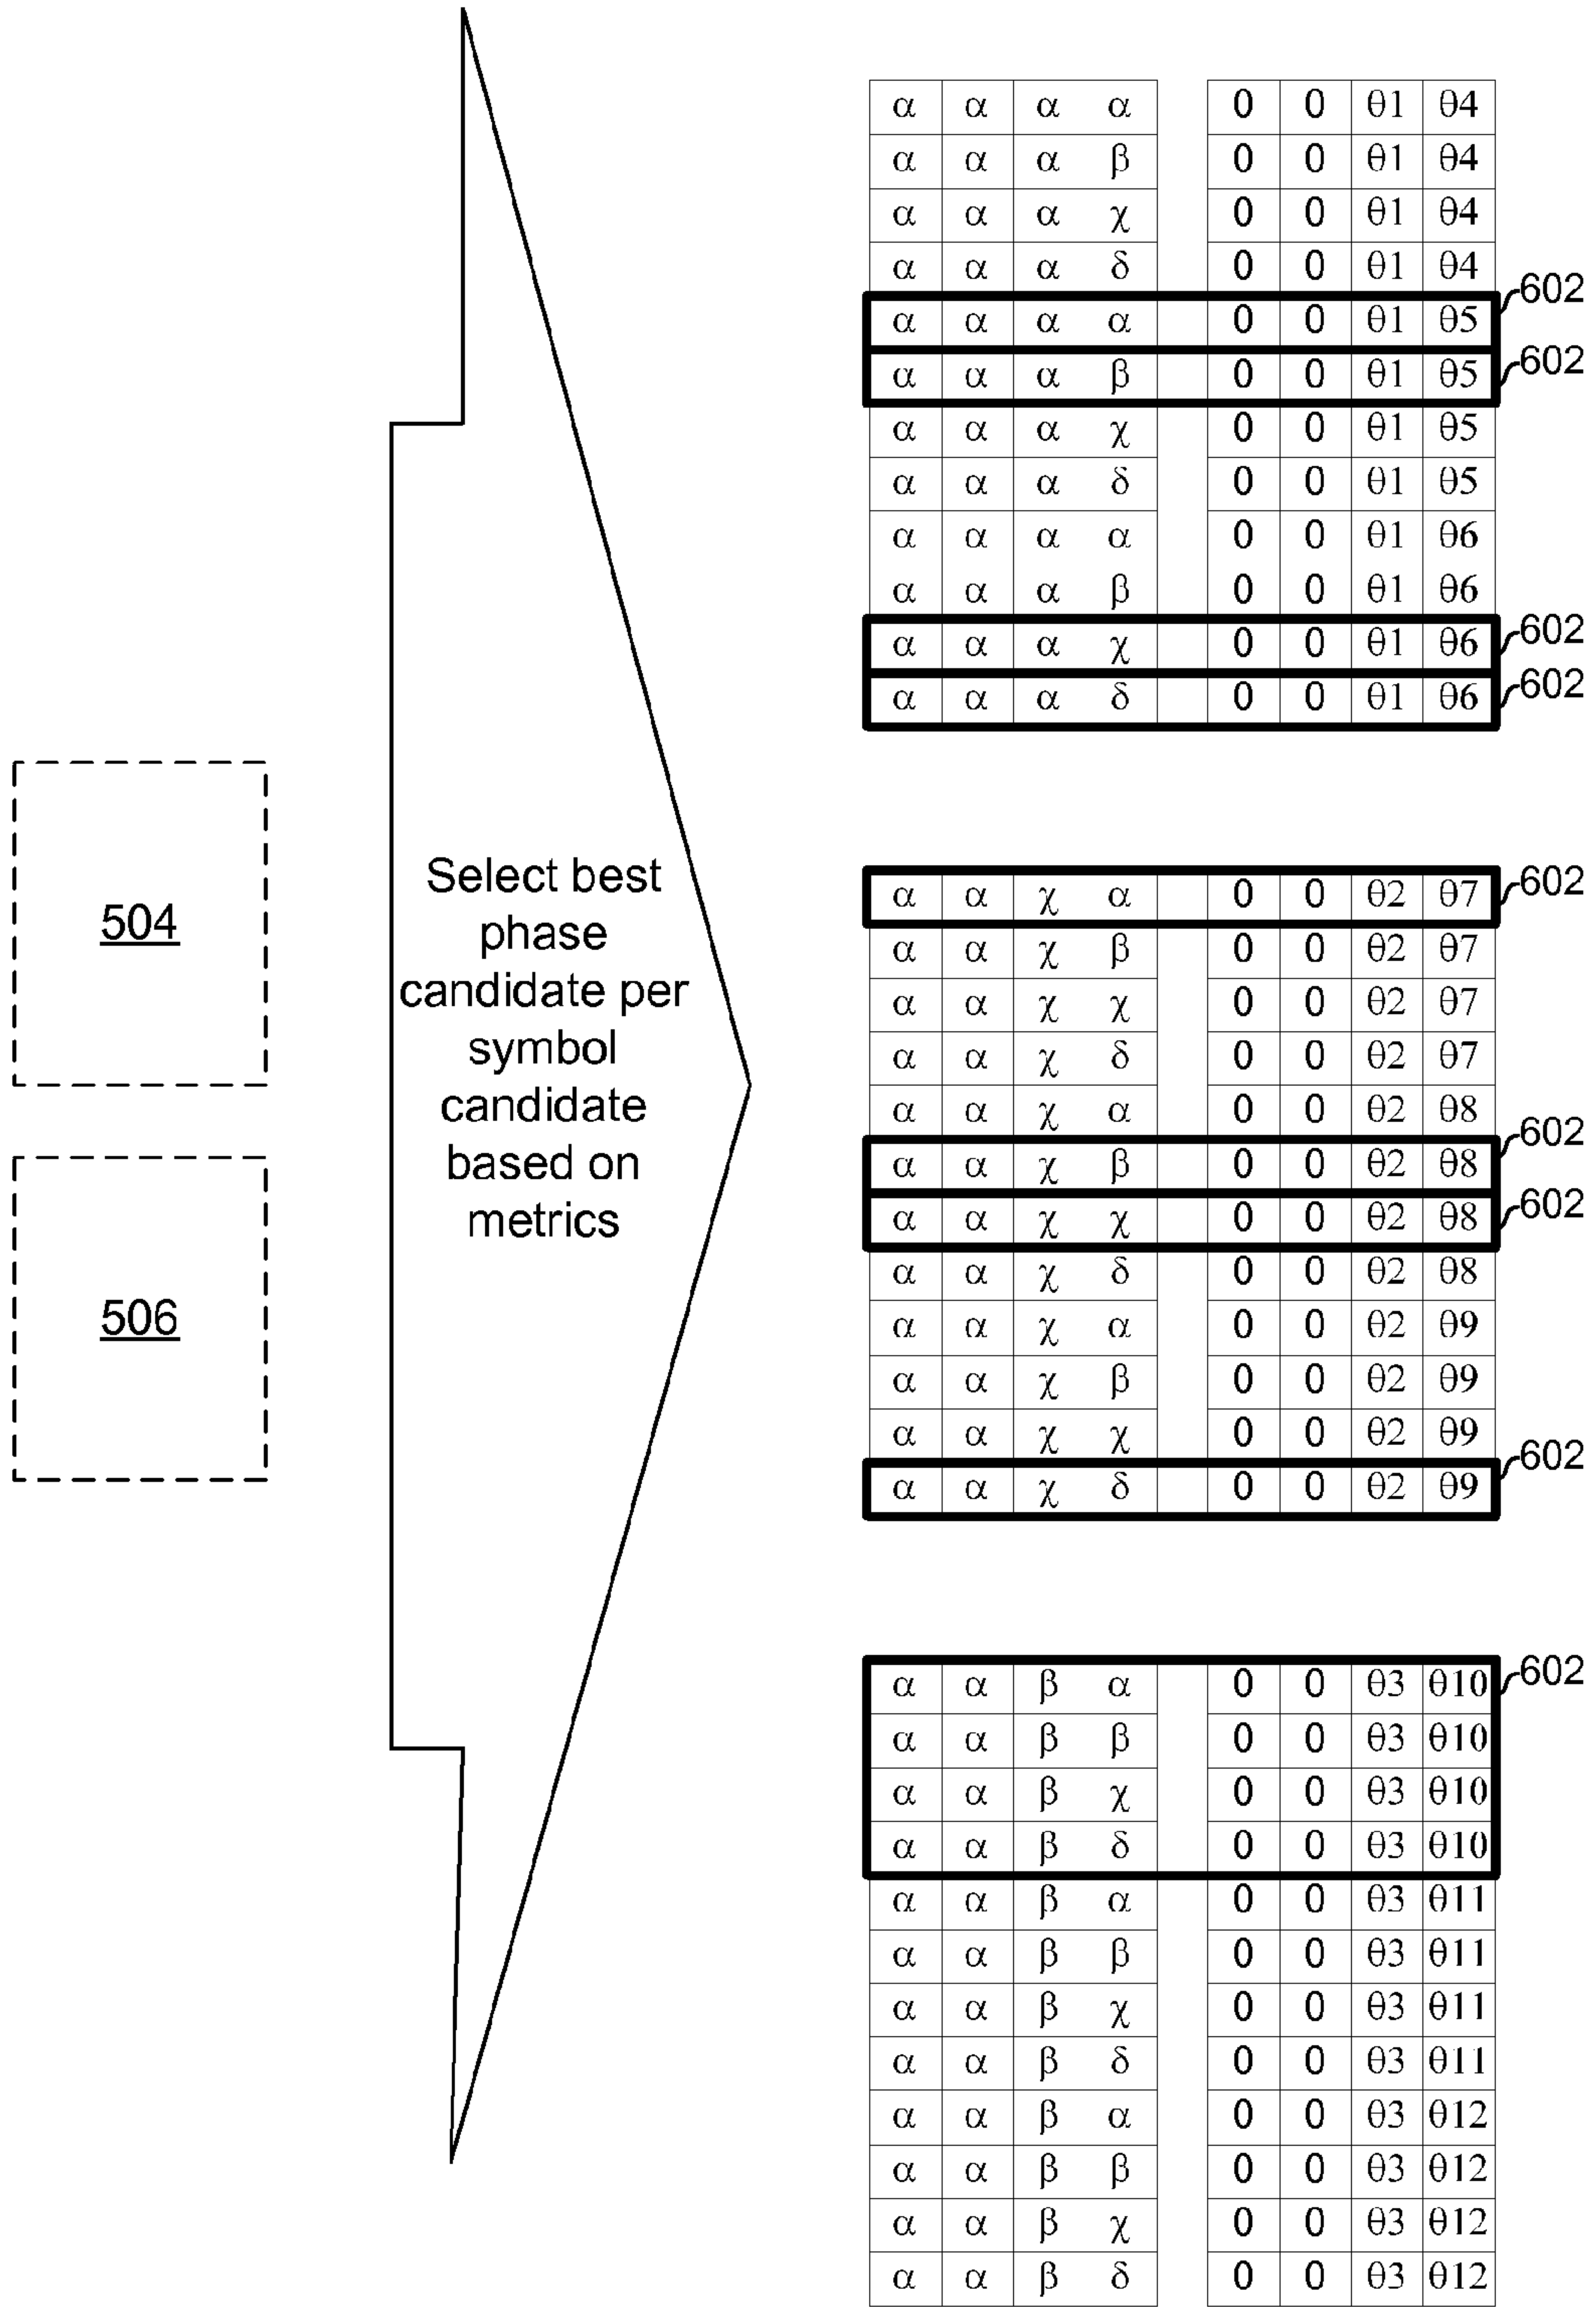 504
506
Select best
phase
candidate per
symbol
candidate
based on
metrics
α α α α 0 0 θ1 θ4
α α α β 0 0 θ1 θ4
α α α χ 0 0 θ1 θ4
α α α δ 0 0 θ1 θ4
α α α α 0 0 θ1 θ5 602
α α α β 0 0 θ1 θ5 602
α α α χ 0 0 θ1 θ5
α α α δ 0 0 θ1 θ5
α α α α 0 0 θ1 θ6
α α α β 0 0 θ1 θ6
α α α χ 0 0 θ1 θ6 602
α α α δ 0 0 θ1 θ6 602
α α χ α 0 0 θ2 θ7 602
α α χ β 0 0 θ2 θ7
α α χ χ 0 0 θ2 θ7
α α χ δ 0 0 θ2 θ7
α α χ α 0 0 θ2 θ8
α α χ β 0 0 θ2 θ8 602
α α χ χ 0 0 θ2 θ8 602
α α χ δ 0 0 θ2 θ8
α α χ α 0 0 θ2 θ9
α α χ β 0 0 θ2 θ9
α α χ χ 0 0 θ2 θ9
α α χ δ 0 0 θ2 θ9 602
α α β α 0 0 θ3 θ10 602
α α β β 0 0 θ3 θ10
α α β χ 0 0 θ3 θ10
α α β δ 0 0 θ3 θ10
α α β α 0 0 θ3 θ11
α α β β 0 0 θ3 θ11
α α β χ 0 0 θ3 θ11
α α β δ 0 0 θ3 θ11
α α β α 0 0 θ3 θ12
α α β β 0 0 θ3 θ12
α α β χ 0 0 θ3 θ12
α α β δ 0 0 θ3 θ12